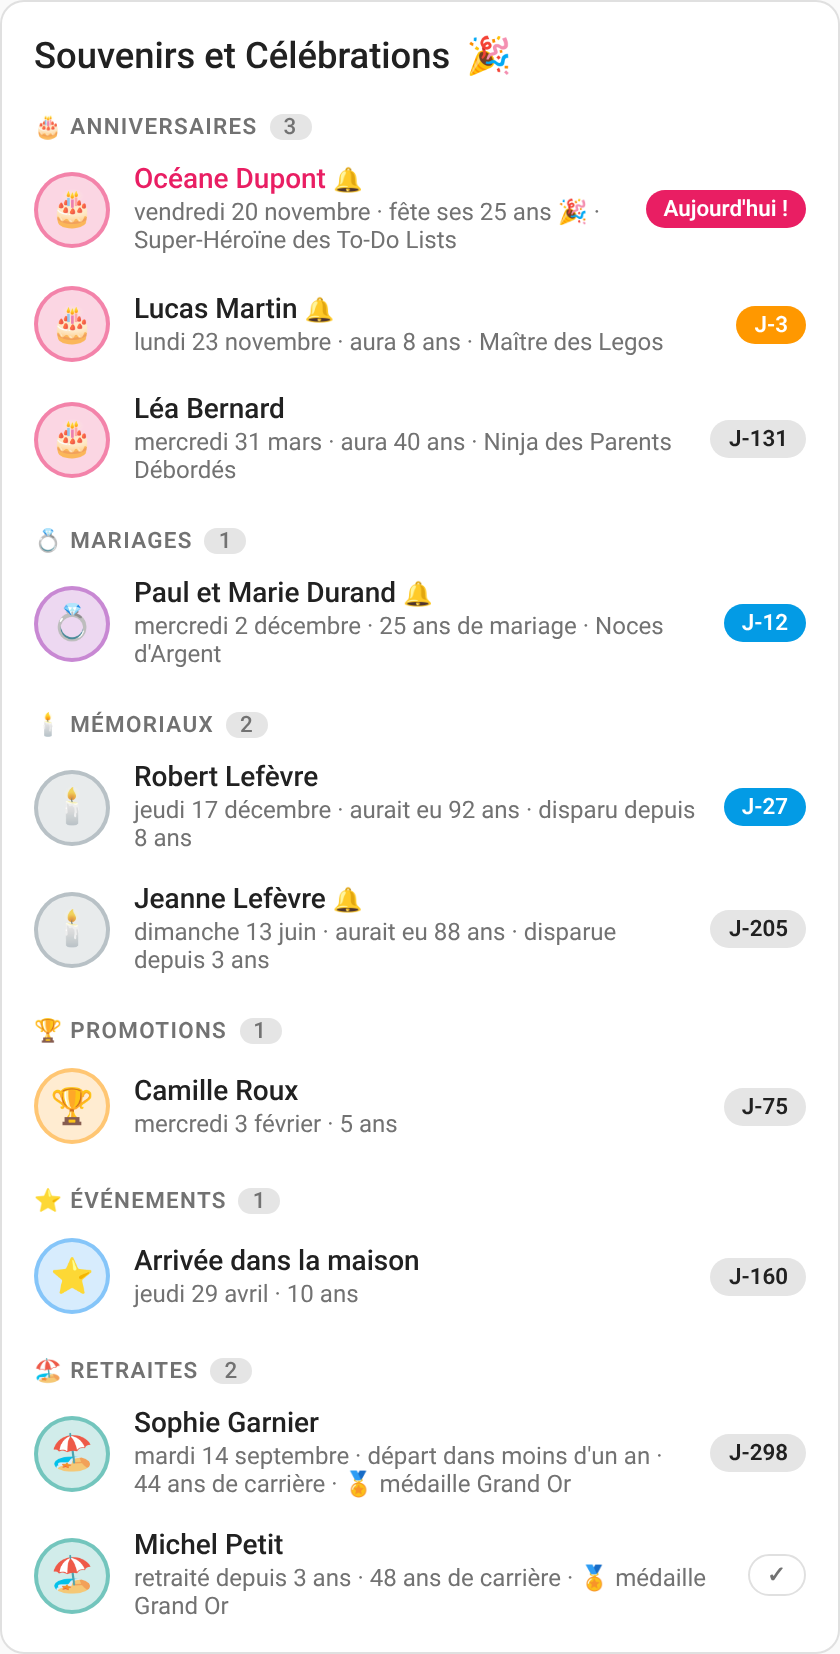 Souvenirs et Célébrations 🎉
🎂 ANNIVERSAIRES 3
Océane Dupont 🔔
vendredi 20 novembre · fête ses 25 ans 🎉 ·
Super-Héroïne des To-Do Lists
Aujourd'hui !
Lucas Martin 🔔
lundi 23 novembre · aura 8 ans · Maître des Legos
J-3
Léa Bernard
mercredi 31 mars · aura 40 ans · Ninja des Parents
Débordés
J-131
💍 MARIAGES 1
Paul et Marie Durand 🔔
mercredi 2 décembre · 25 ans de mariage · Noces
d'Argent
J-12
🕯️ MÉMORIAUX 2
Robert Lefèvre
jeudi 17 décembre · aurait eu 92 ans · disparu depuis
8 ans
J-27
Jeanne Lefèvre 🔔
dimanche 13 juin · aurait eu 88 ans · disparue
depuis 3 ans
J-205
🏆 PROMOTIONS 1
Camille Roux
mercredi 3 février · 5 ans
J-75
⭐ ÉVÉNEMENTS 1
Arrivée dans la maison
jeudi 29 avril · 10 ans
J-160
🏖️ RETRAITES 2
Sophie Garnier
mardi 14 septembre · départ dans moins d'un an ·
44 ans de carrière · 🏅 médaille Grand Or
J-298
Michel Petit
retraité depuis 3 ans · 48 ans de carrière · 🏅 médaille
Grand Or
✓